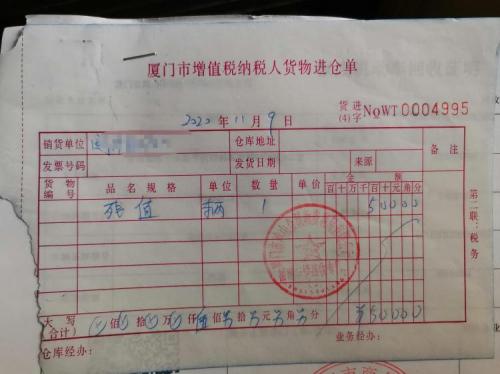 厦门市增值税纳税人货物进仓单
2020年11月9日
货进(4)字 NoWT 0004995
销货单位 仓库地址 备注
发票号码 发货日期 来源
货物编号 品名规格 单位 数量 单价 金额
百十万千百十元角分
残值 辆 1 50000
第二联：税务
大写(合计) 佰 拾 万 仟 伍 佰 拾 元 角 分 ¥50000
仓库经办： 业务经办：